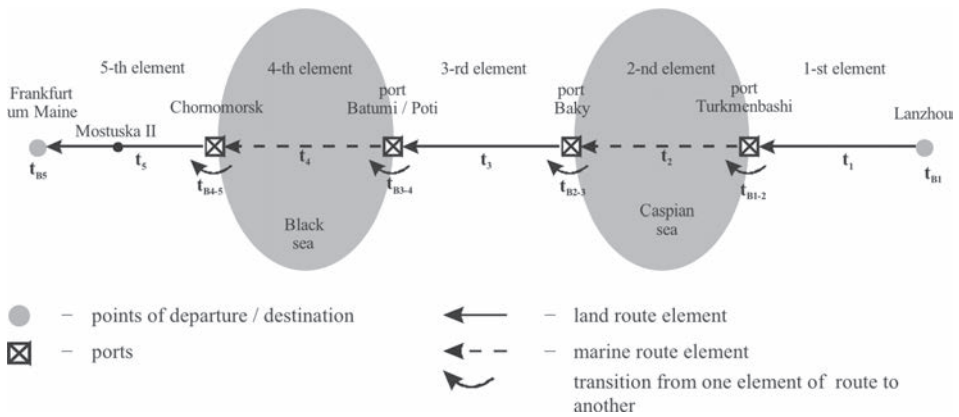 5-th element
4-th element
3-rd element
2-nd element
1-st element
Frankfurt
um Maine
Mostuska II
Chornomorsk
port
Batumi / Poti
port
Baky
port
Turkmenbashi
Lanzhou
tB5
t5
tB4-5
t4
tB3-4
t3
tB2-3
t2
tB1-2
t1
tB1
Black
sea
Caspian
sea
– points of departure / destination
– ports
– land route element
– marine route element
transition from one element of route to
another